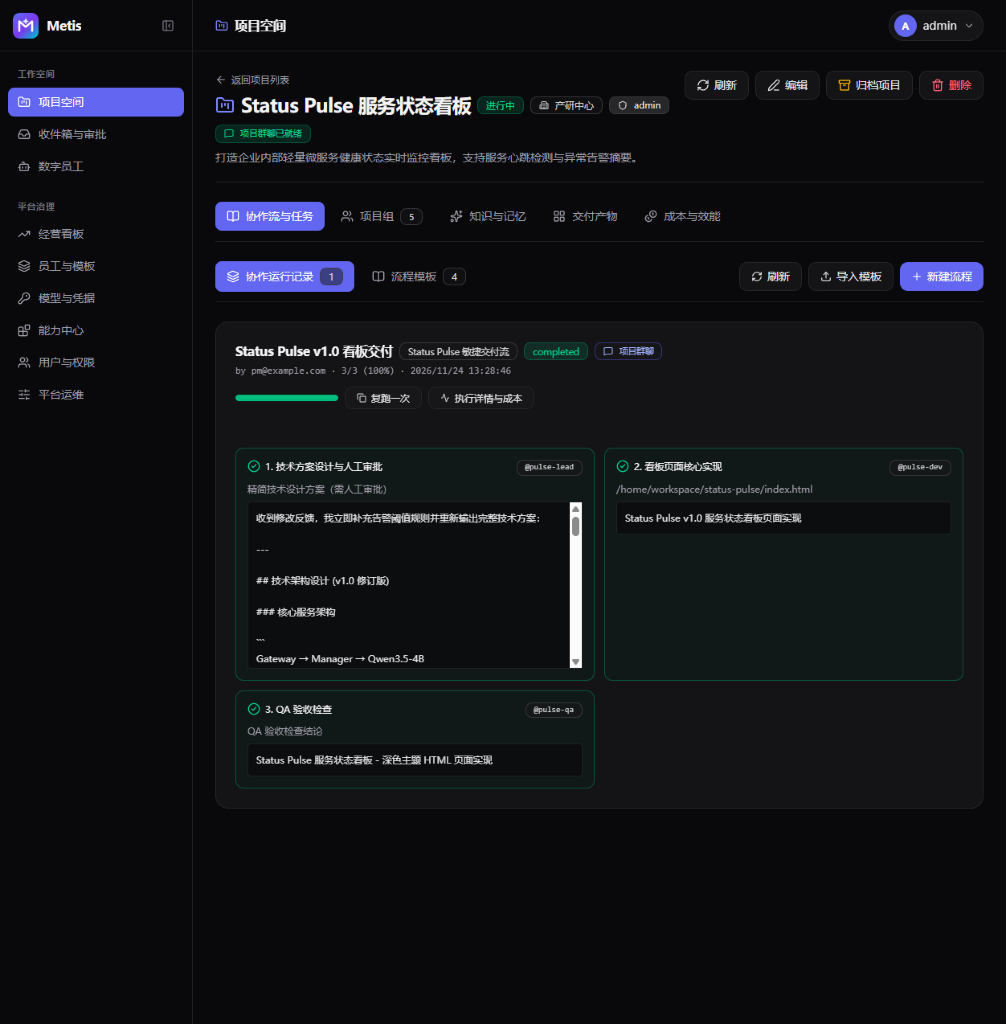 Metis
工作空间
项目空间
收件箱与审批
数字员工
平台治理
经营看板
员工与模板
模型与凭据
能力中心
用户与权限
平台运维
项目空间
A admin
返回项目列表
Status Pulse 服务状态看板 进行中 产研中心 admin
刷新 编辑 归档项目 删除
项目群聊已就绪
打造企业内部轻量微服务健康状态实时监控看板，支持服务心跳检测与异常告警摘要。
协作流与任务 项目组 5 知识与记忆 交付产物 成本与效能
协作运行记录 1 流程模板 4 刷新 导入模板 + 新建流程
Status Pulse v1.0 看板交付 Status Pulse 敏捷交付流 completed 项目群聊
by pm@example.com · 3/3 (100%) · 2026/11/24 13:28:46
复跑一次 执行详情与成本
1. 技术方案设计与人工审批 @pulse-lead
精简技术设计方案（需人工审批）
收到修改反馈，我立即补充告警阈值规则并重新输出完整技术方案：
---
## 技术架构设计 (v1.0 修订版)
### 核心服务架构
```
Gateway → Manager → Qwen3.5-4B
2. 看板页面核心实现 @pulse-dev
/home/workspace/status-pulse/index.html
Status Pulse v1.0 服务状态看板页面实现
3. QA 验收检查 @pulse-qa
QA 验收检查结论
Status Pulse 服务状态看板 - 深色主题 HTML 页面实现